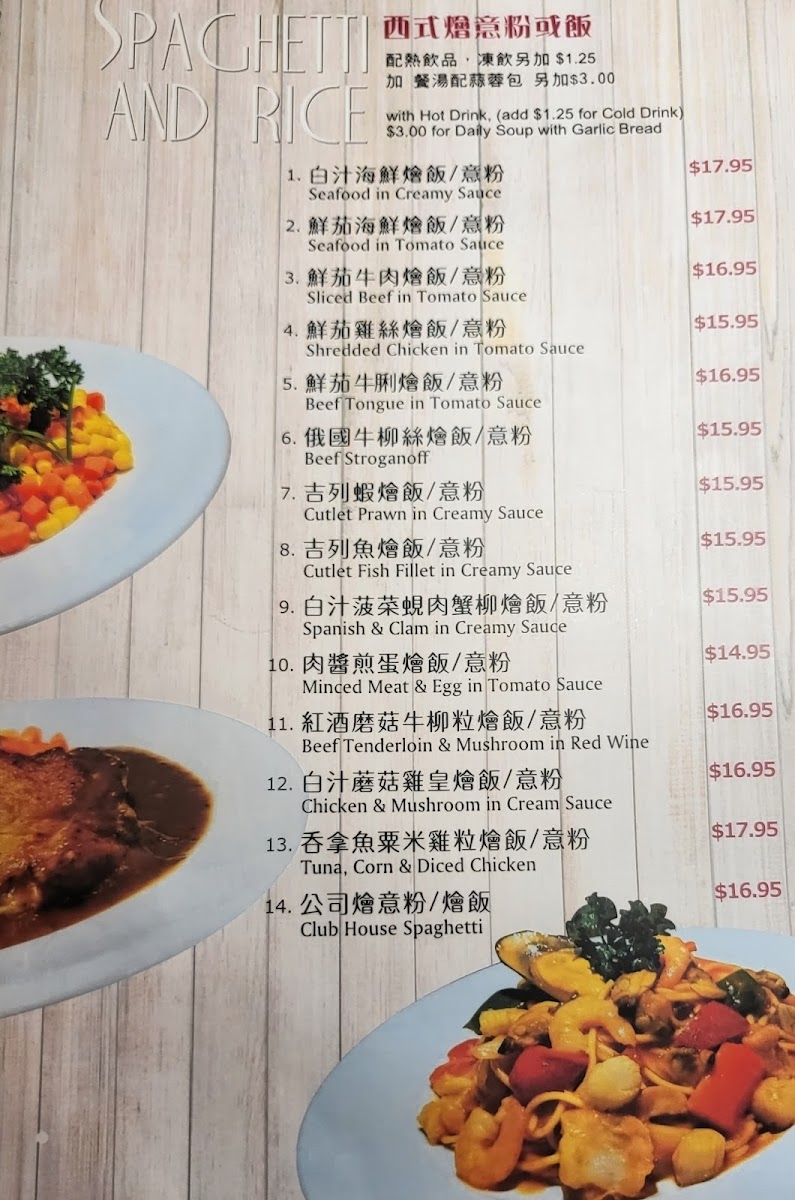 SPAGHETTI
AND RICE
西式燴意粉或飯
配熱飲品，凍飲另加 $1.25
加 餐湯配蒜蓉包 另加$3.00
with Hot Drink, (add $1.25 for Cold Drink)
$3.00 for Daily Soup with Garlic Bread
1. 白汁海鮮燴飯/意粉 $17.95
Seafood in Creamy Sauce
2. 鮮茄海鮮燴飯/意粉 $17.95
Seafood in Tomato Sauce
3. 鮮茄牛肉燴飯/意粉 $16.95
Sliced Beef in Tomato Sauce
4. 鮮茄雞絲燴飯/意粉 $15.95
Shredded Chicken in Tomato Sauce
5. 鮮茄牛脷燴飯/意粉 $16.95
Beef Tongue in Tomato Sauce
6. 俄國牛柳絲燴飯/意粉 $15.95
Beef Stroganoff
7. 吉列蝦燴飯/意粉 $15.95
Cutlet Prawn in Creamy Sauce
8. 吉列魚燴飯/意粉 $15.95
Cutlet Fish Fillet in Creamy Sauce
9. 白汁菠菜蜆肉蟹柳燴飯/意粉 $15.95
Spanish & Clam in Creamy Sauce
10. 肉醬煎蛋燴飯/意粉 $14.95
Minced Meat & Egg in Tomato Sauce
11. 紅酒磨菇牛柳粒燴飯/意粉 $16.95
Beef Tenderloin & Mushroom in Red Wine
12. 白汁蘑菇雞皇燴飯/意粉 $16.95
Chicken & Mushroom in Cream Sauce
13. 吞拿魚粟米雞粒燴飯/意粉 $17.95
Tuna, Corn & Diced Chicken
14. 公司燴意粉/燴飯 $16.95
Club House Spaghetti